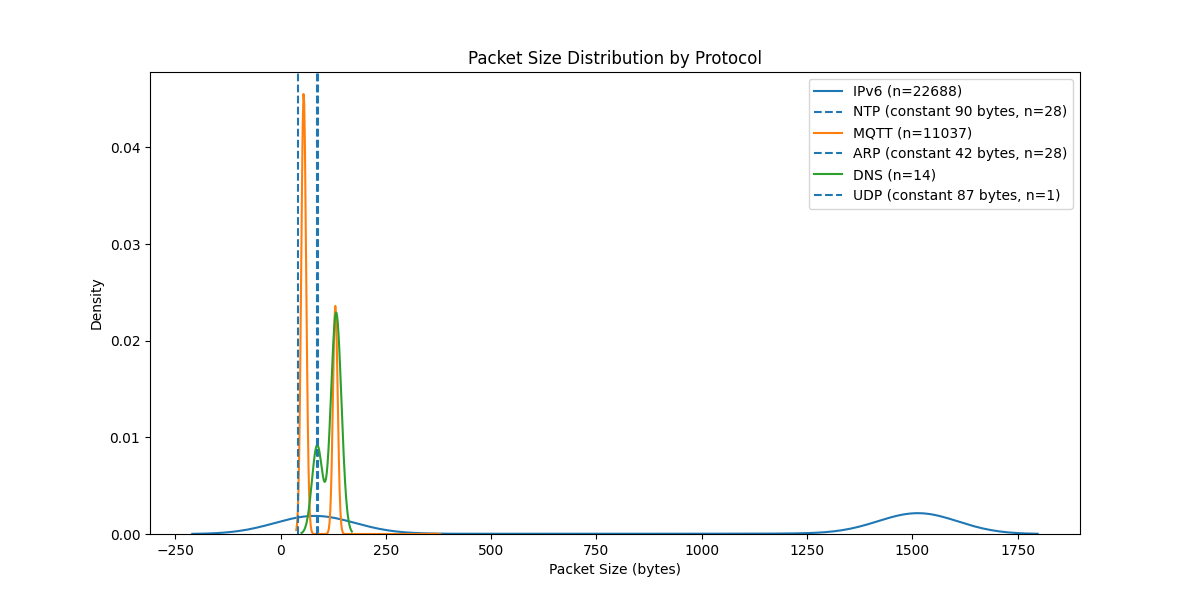 Packet Size Distribution by Protocol
IPv6 (n=22688)
NTP (constant 90 bytes, n=28)
MQTT (n=11037)
ARP (constant 42 bytes, n=28)
DNS (n=14)
UDP (constant 87 bytes, n=1)
0.04
0.03
0.02
0.01
0.00
Density
−250
0
250
500
750
1000
1250
1500
1750
Packet Size (bytes)